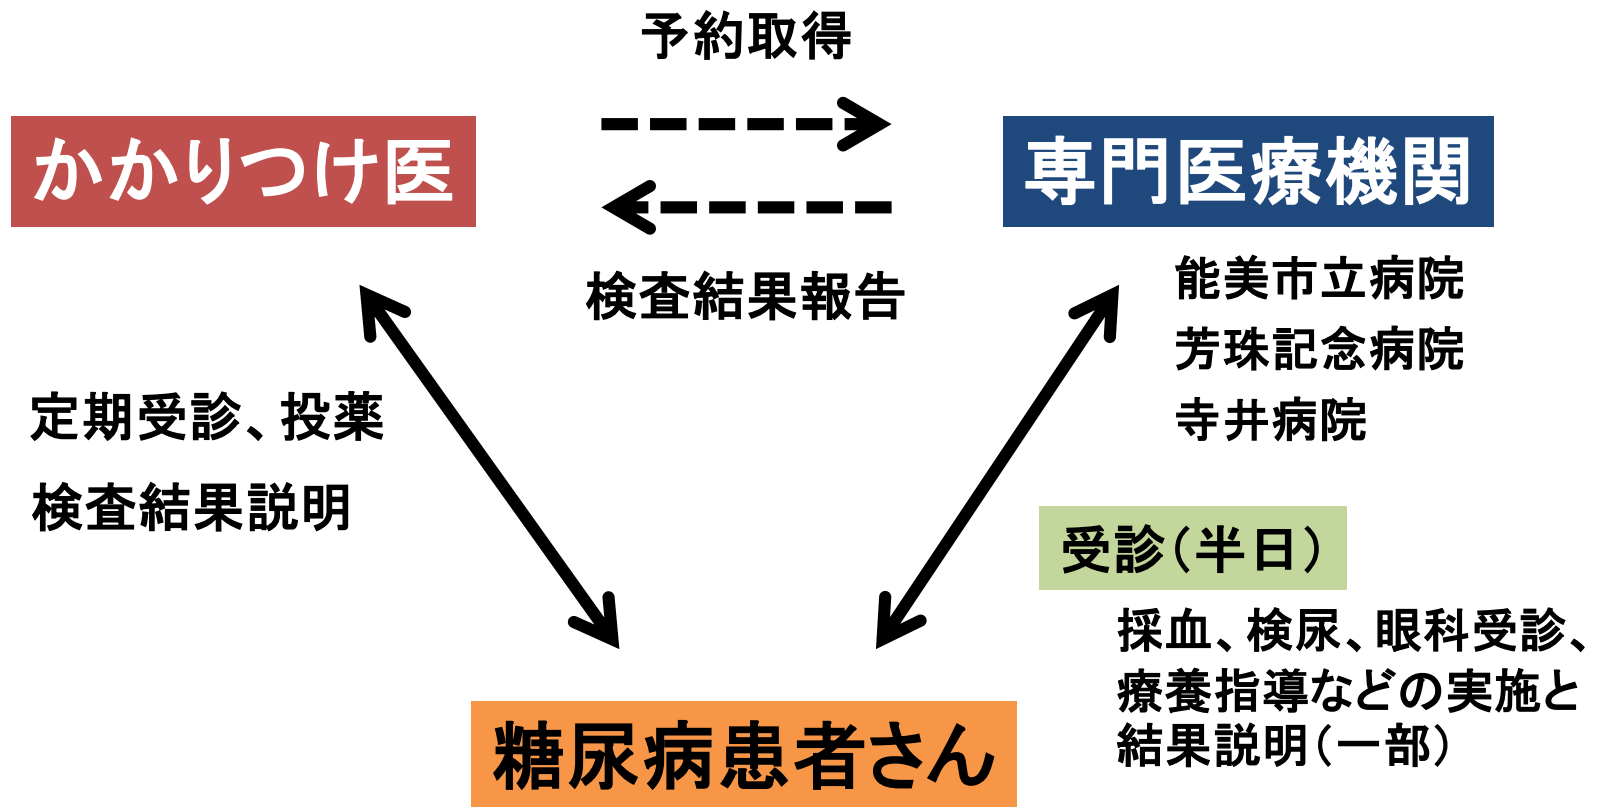 予約取得
かかりつけ医
専門医療機関
検査結果報告
能美市立病院
芳珠記念病院
寺井病院
定期受診、投薬
検査結果説明
受診(半日)
採血、検尿、眼科受診、
療養指導などの実施と
結果説明(一部)
糖尿病患者さん